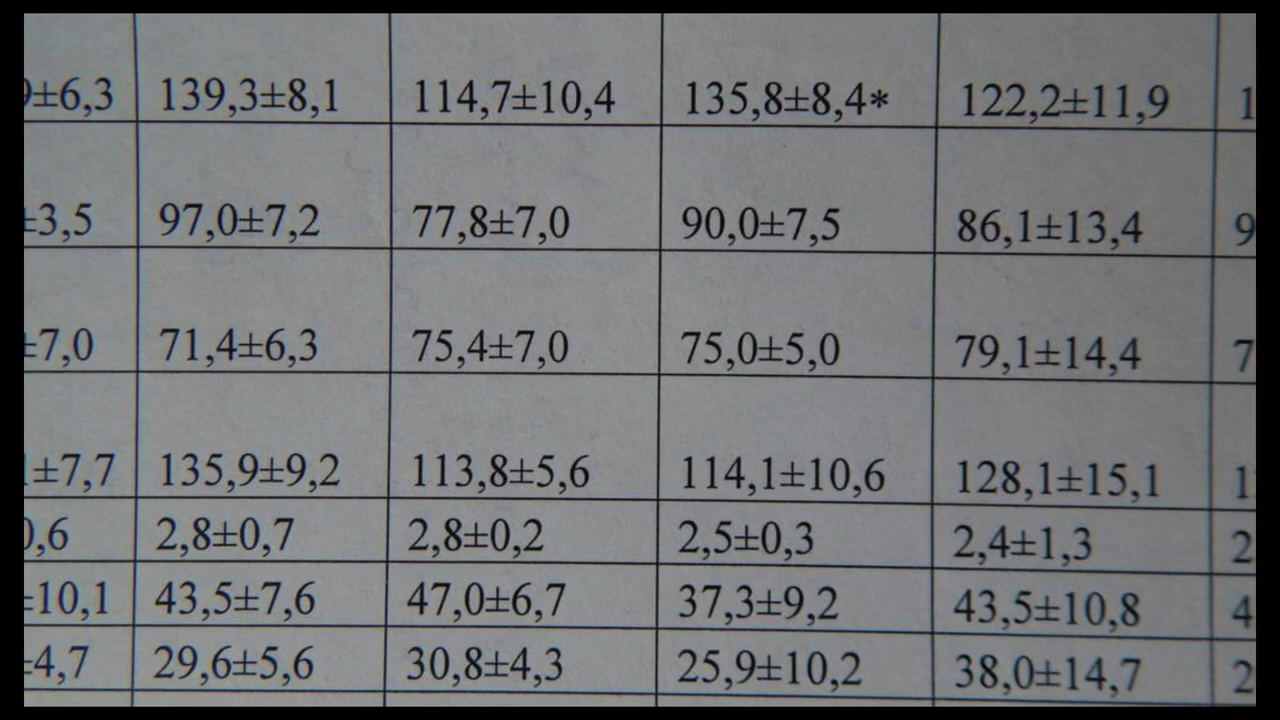 ±6,3 139,3±8,1 114,7±10,4 135,8±8,4* 122,2±11,9 1
±3,5 97,0±7,2 77,8±7,0 90,0±7,5 86,1±13,4 9
±7,0 71,4±6,3 75,4±7,0 75,0±5,0 79,1±14,4 7
±7,7 135,9±9,2 113,8±5,6 114,1±10,6 128,1±15,1 1
,6 2,8±0,7 2,8±0,2 2,5±0,3 2,4±1,3 2
±10,1 43,5±7,6 47,0±6,7 37,3±9,2 43,5±10,8 4
±4,7 29,6±5,6 30,8±4,3 25,9±10,2 38,0±14,7 2